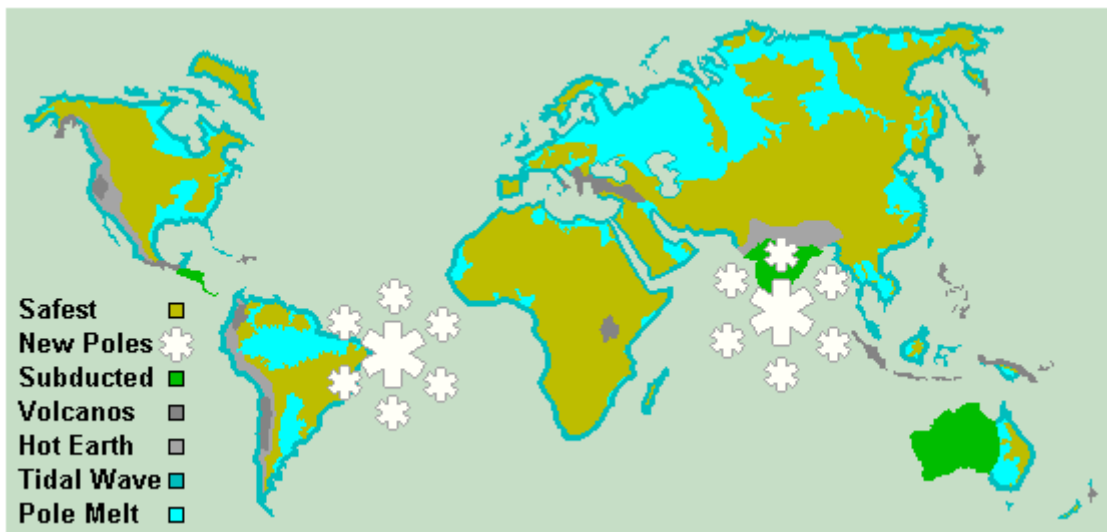 Safest
New Poles
Subducted
Volcanos
Hot Earth
Tidal Wave
Pole Melt